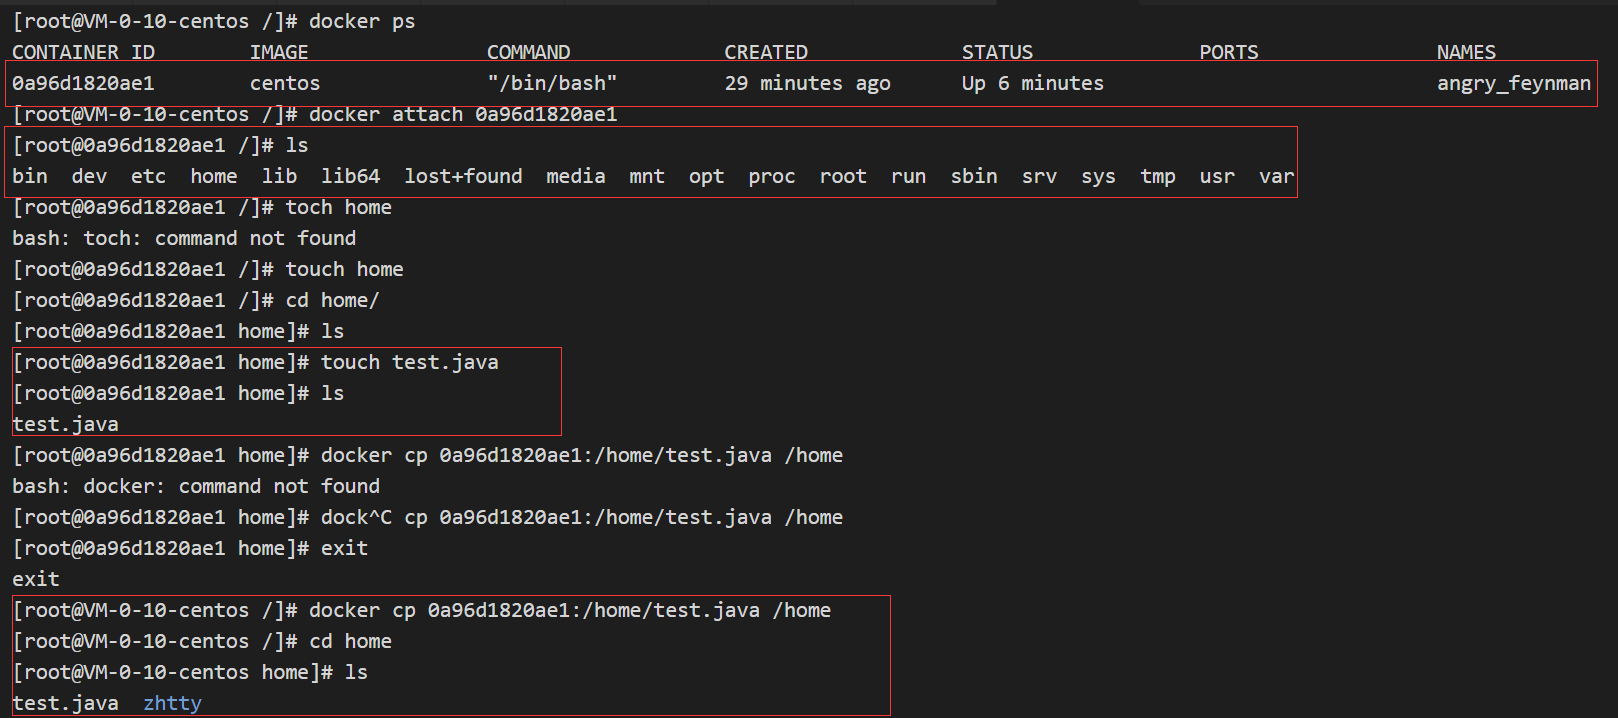 [root@VM-0-10-centos /]# docker ps
CONTAINER ID        IMAGE               COMMAND             CREATED             STATUS              PORTS               NAMES
0a96d1820ae1        centos              "/bin/bash"         29 minutes ago      Up 6 minutes                            angry_feynman
[root@VM-0-10-centos /]# docker attach 0a96d1820ae1
[root@0a96d1820ae1 /]# ls
bin  dev  etc  home  lib  lib64  lost+found  media  mnt  opt  proc  root  run  sbin  srv  sys  tmp  usr  var
[root@0a96d1820ae1 /]# toch home
bash: toch: command not found
[root@0a96d1820ae1 /]# touch home
[root@0a96d1820ae1 /]# cd home/
[root@0a96d1820ae1 home]# ls
[root@0a96d1820ae1 home]# touch test.java
[root@0a96d1820ae1 home]# ls
test.java
[root@0a96d1820ae1 home]# docker cp 0a96d1820ae1:/home/test.java /home
bash: docker: command not found
[root@0a96d1820ae1 home]# dock^C cp 0a96d1820ae1:/home/test.java /home
[root@0a96d1820ae1 home]# exit
exit
[root@VM-0-10-centos /]# docker cp 0a96d1820ae1:/home/test.java /home
[root@VM-0-10-centos /]# cd home
[root@VM-0-10-centos home]# ls
test.java  zhtty